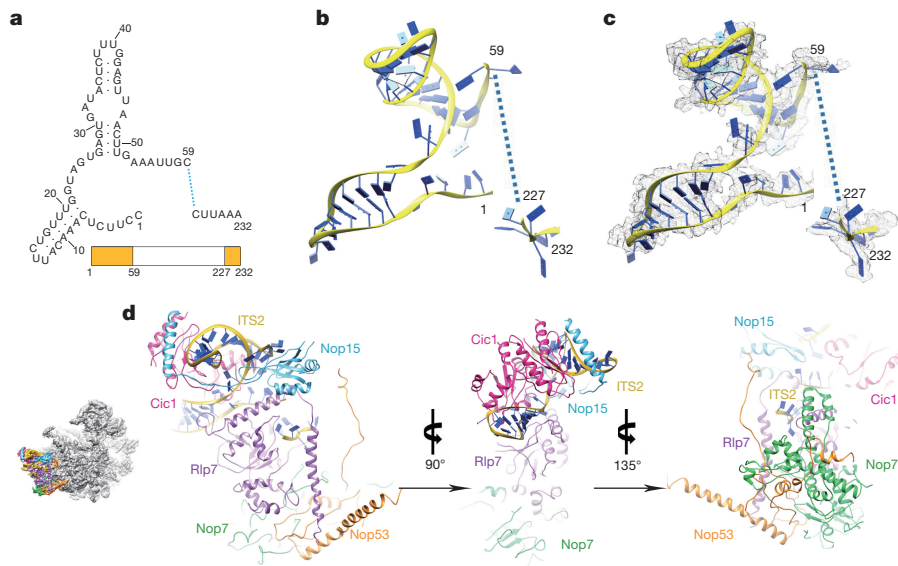 a
40
30
50
59
AAAUUGC
20
10
1
CUUAAA
232
1 59 227 232
b
59
1
227
232
c
59
1
227
232
d
ITS2
Nop15
Cic1
Rlp7
Nop7
Nop53
90°
Cic1
ITS2
Nop15
Rlp7
Nop7
135°
Nop15
ITS2
Cic1
Rlp7
Nop7
Nop53